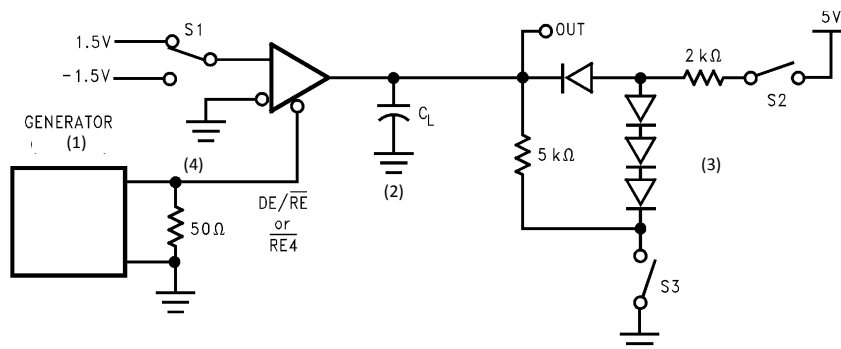 S1
1.5V
-1.5V
GENERATOR
(1)
(4)
DE/RE
or
RE4
50Ω
CL
(2)
OUT
5 kΩ
2 kΩ
S2
5V
(3)
S3